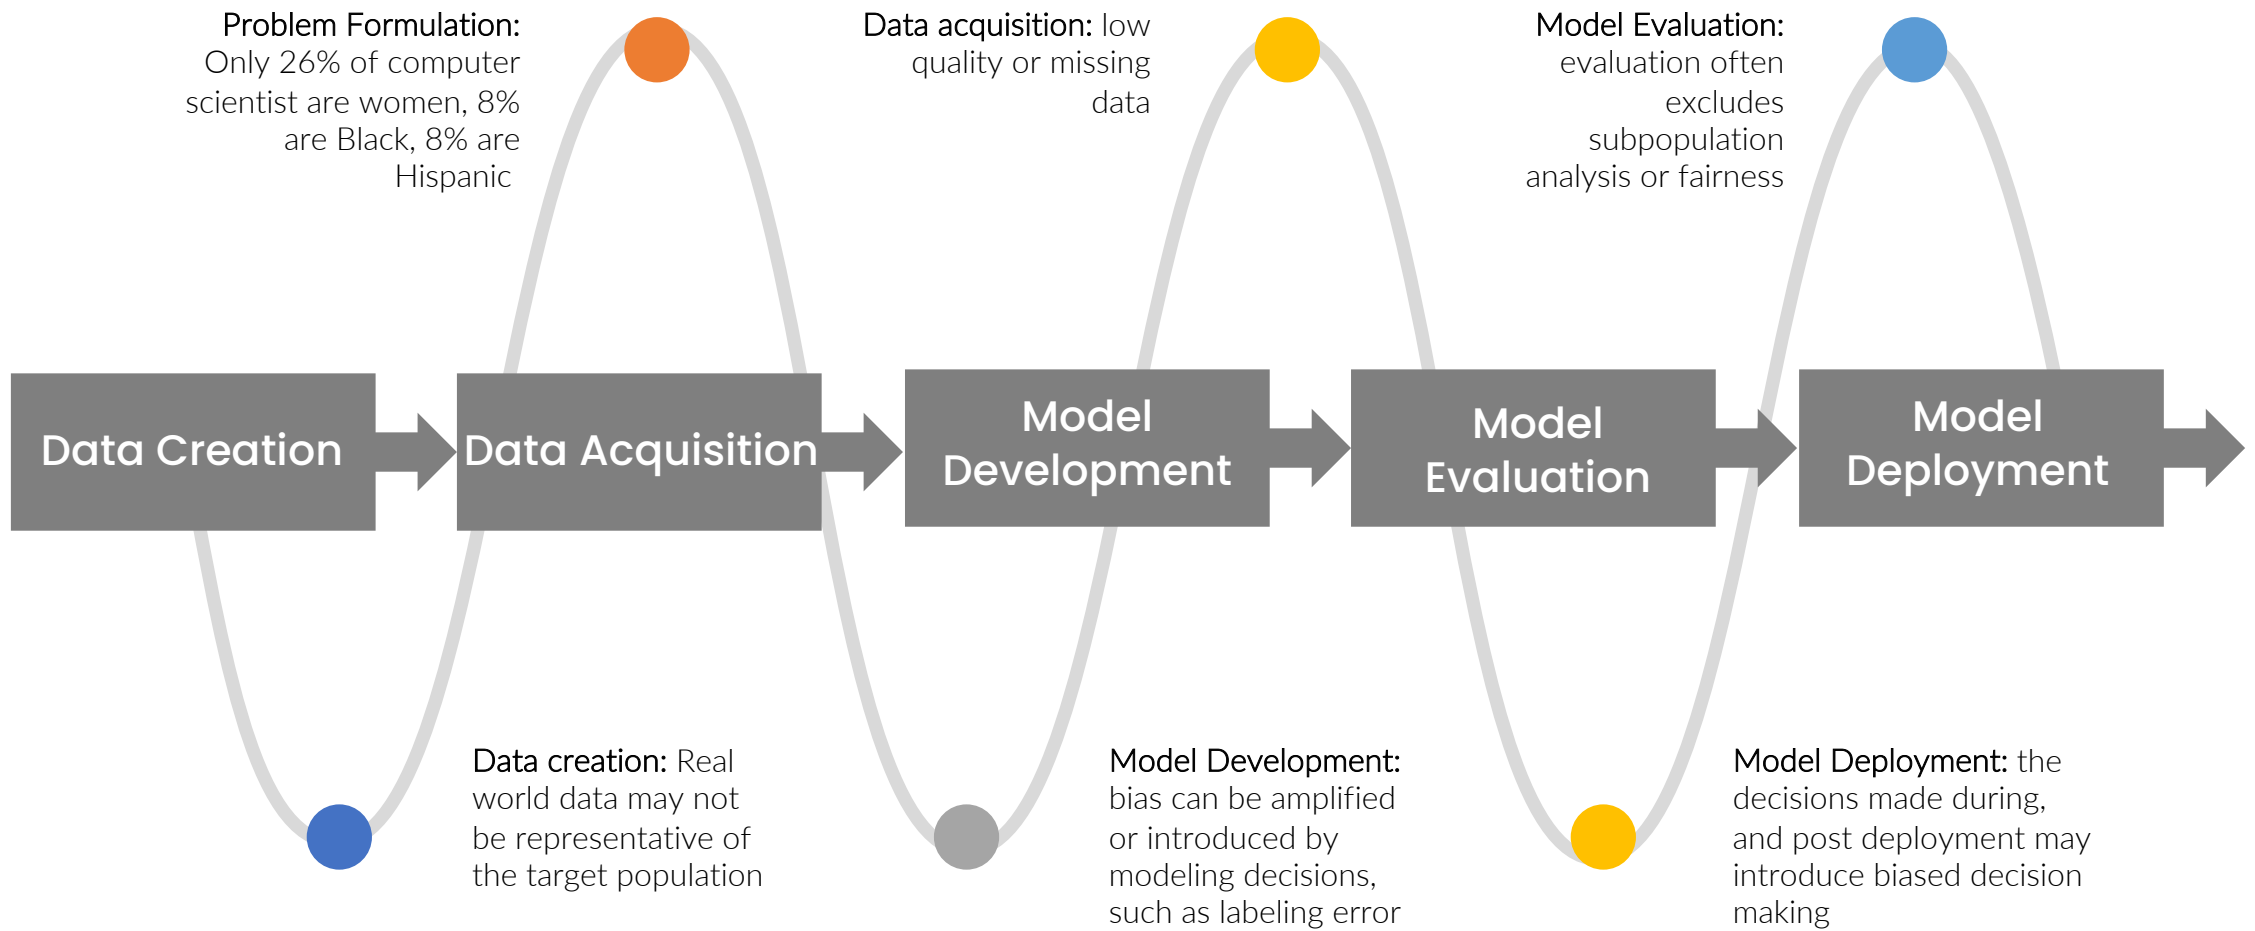 Problem Formulation:
Only 26% of computer
scientist are women, 8%
are Black, 8% are
Hispanic
Data acquisition: low
quality or missing
data
Model Evaluation:
evaluation often
excludes
subpopulation
analysis or fairness
Data Creation
Data Acquisition
Model
Development
Model
Evaluation
Model
Deployment
Data creation: Real
world data may not
be representative of
the target population
Model Development:
bias can be amplified
or introduced by
modeling decisions,
such as labeling error
Model Deployment: the
decisions made during,
and post deployment may
introduce biased decision
making